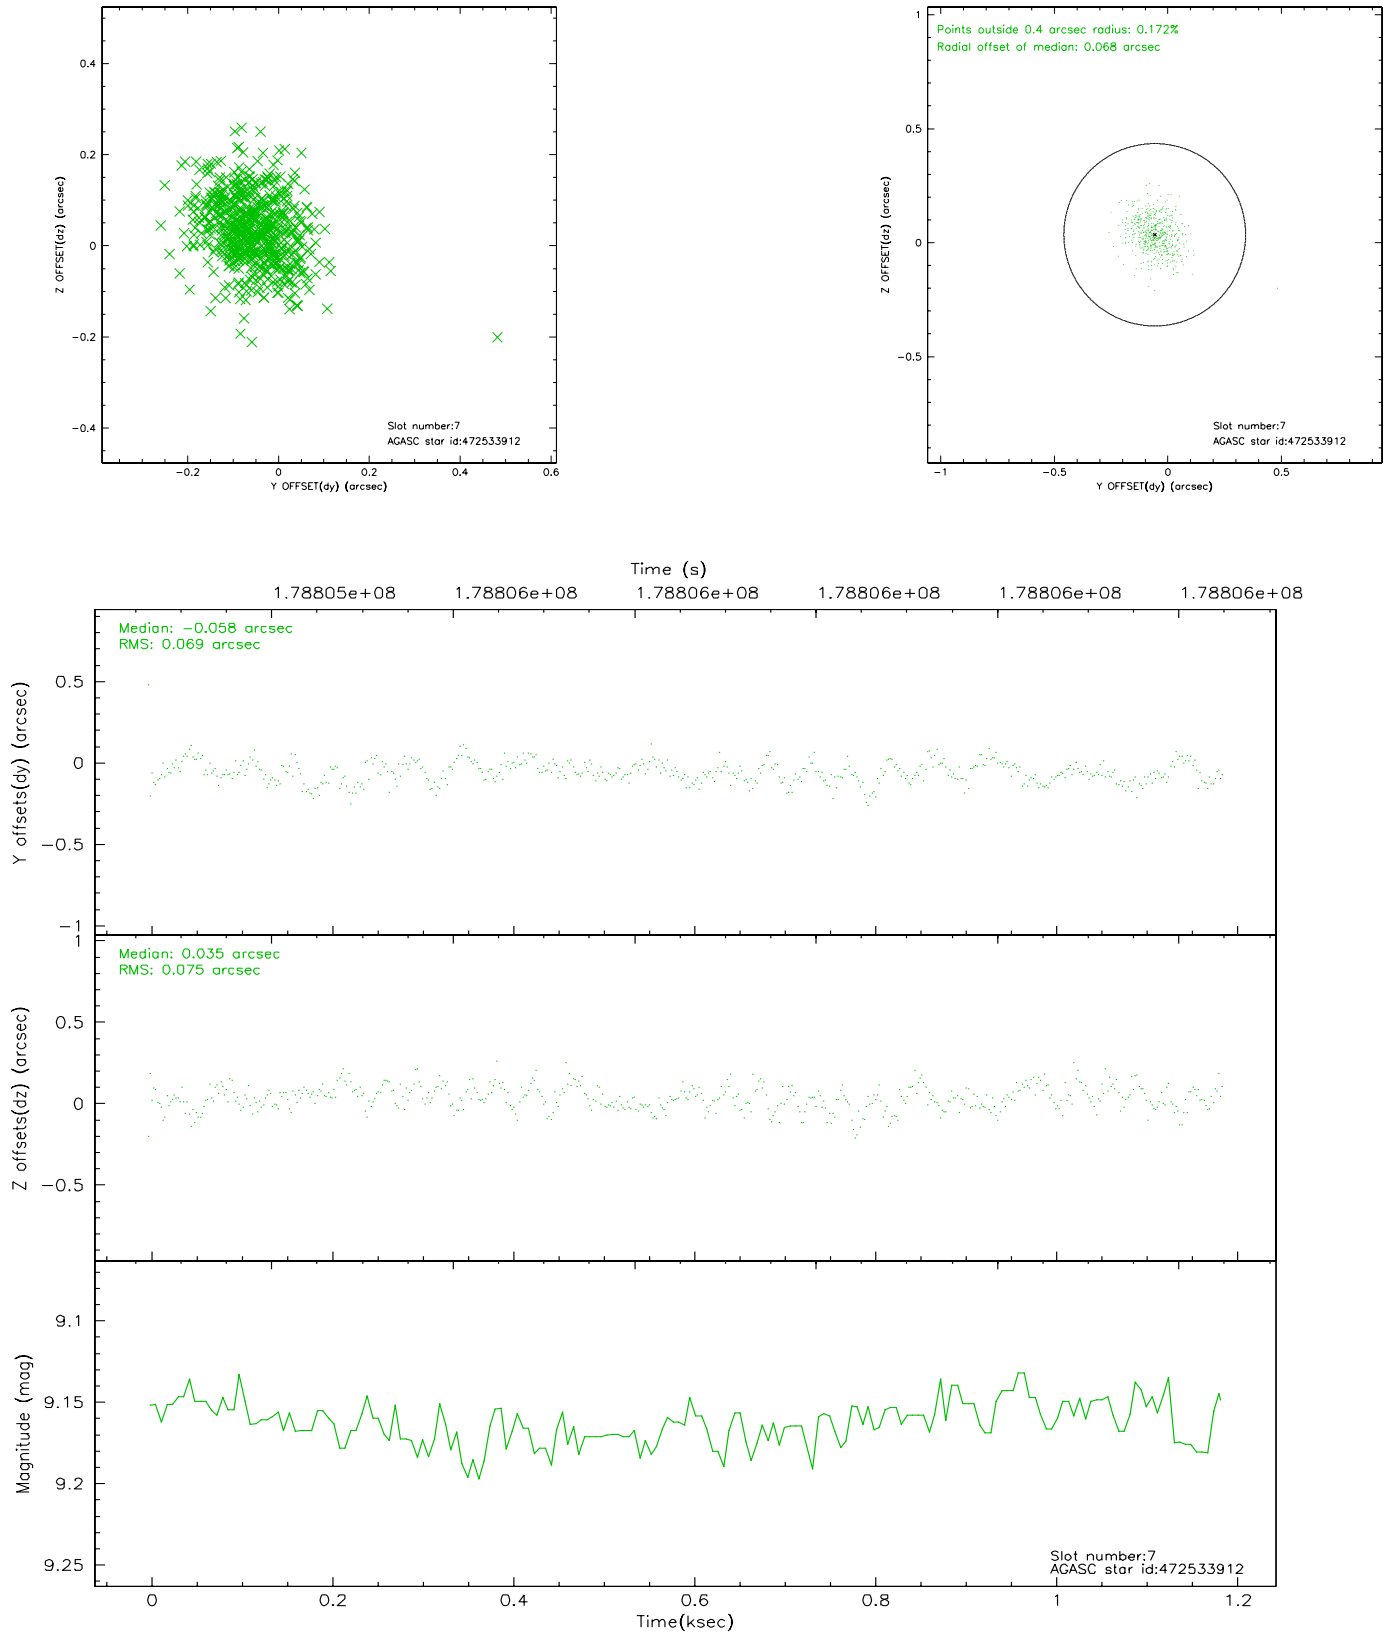 0.4
0.2
0
−0.2
−0.4
Z OFFSET(dz) (arcsec)
Slot number:7
AGASC star id:472533912
−0.2 0 0.2 0.4 0.6
Y OFFSET(dy) (arcsec)
Points outside 0.4 arcsec radius: 0.172%
Radial offset of median: 0.068 arcsec
1
0.5
0
−0.5
Z OFFSET(dz) (arcsec)
Slot number:7
AGASC star id:472533912
−1 −0.5 0 0.5
Y OFFSET(dy) (arcsec)
Time (s)
1.78805e+08 1.78806e+08 1.78806e+08 1.78806e+08 1.78806e+08 1.78806e+08
Median: −0.058 arcsec
RMS: 0.069 arcsec
0.5
0
−0.5
−1
Y offsets(dy) (arcsec)
Median: 0.035 arcsec
RMS: 0.075 arcsec
1
0.5
0
−0.5
Z offsets(dz) (arcsec)
9.1
9.15
9.2
9.25
Magnitude (mag)
Slot number:7
AGASC star id:472533912
0 0.2 0.4 0.6 0.8 1 1.2
Time(ksec)